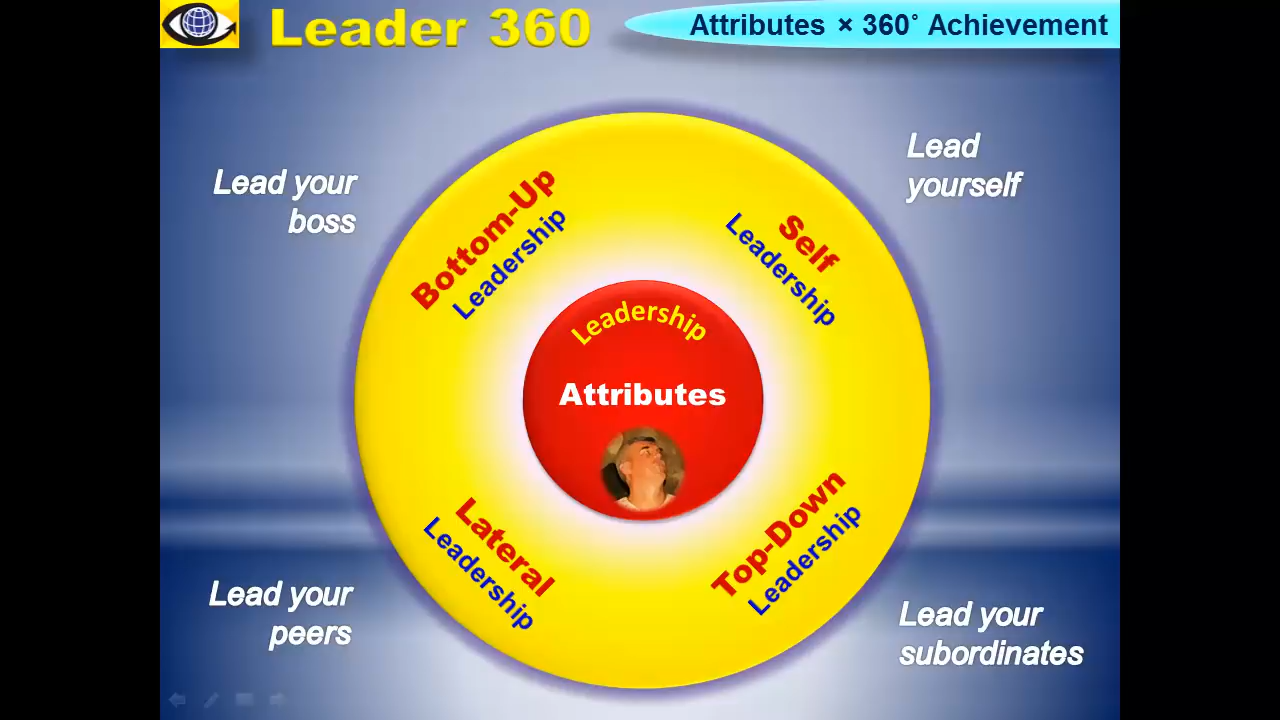 Leader 360
Attributes × 360° Achievement
Lead your
boss
Lead
yourself
Bottom-Up
Leadership
Self
Leadership
Leadership
Attributes
Lateral
Leadership
Top-Down
Leadership
Lead your
peers
Lead your
subordinates